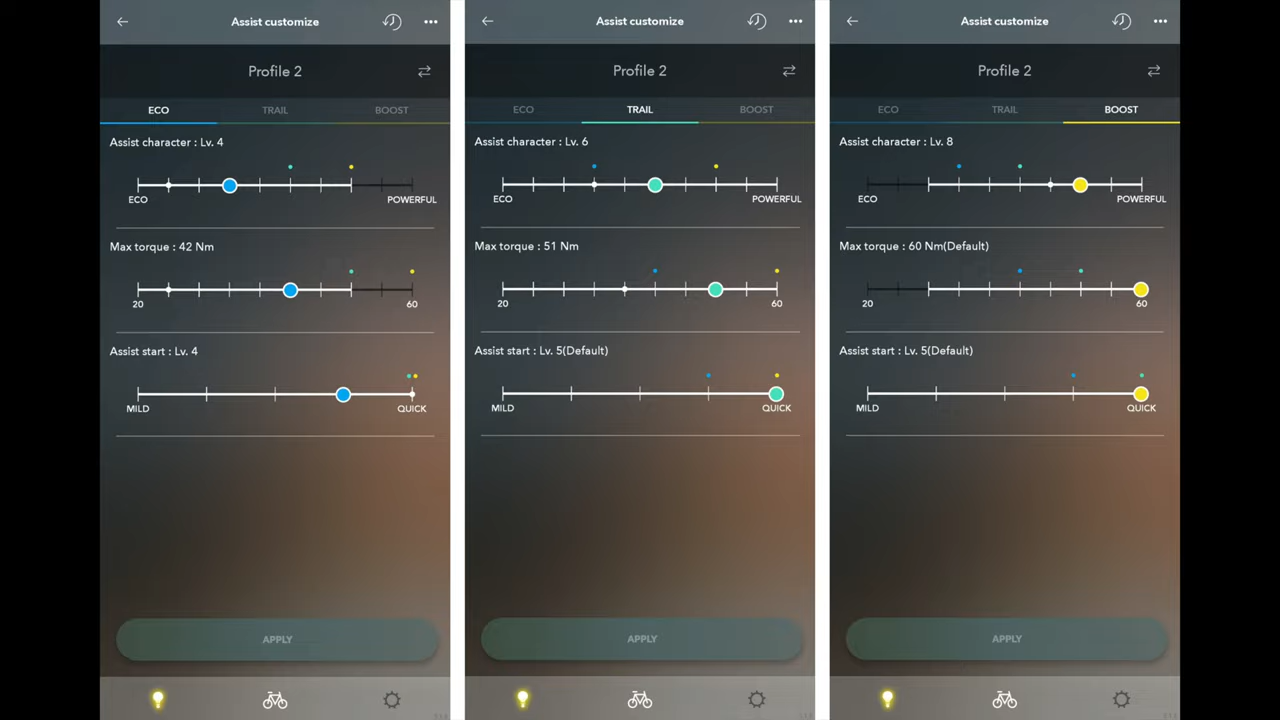 Assist customize
Profile 2
ECO TRAIL BOOST
Assist character : Lv. 4
ECO POWERFUL
Max torque : 42 Nm
20 60
Assist start : Lv. 4
MILD QUICK
APPLY
Assist customize
Profile 2
ECO TRAIL BOOST
Assist character : Lv. 6
ECO POWERFUL
Max torque : 51 Nm
20 60
Assist start : Lv. 5(Default)
MILD QUICK
APPLY
Assist customize
Profile 2
ECO TRAIL BOOST
Assist character : Lv. 8
ECO POWERFUL
Max torque : 60 Nm(Default)
20 60
Assist start : Lv. 5(Default)
MILD QUICK
APPLY